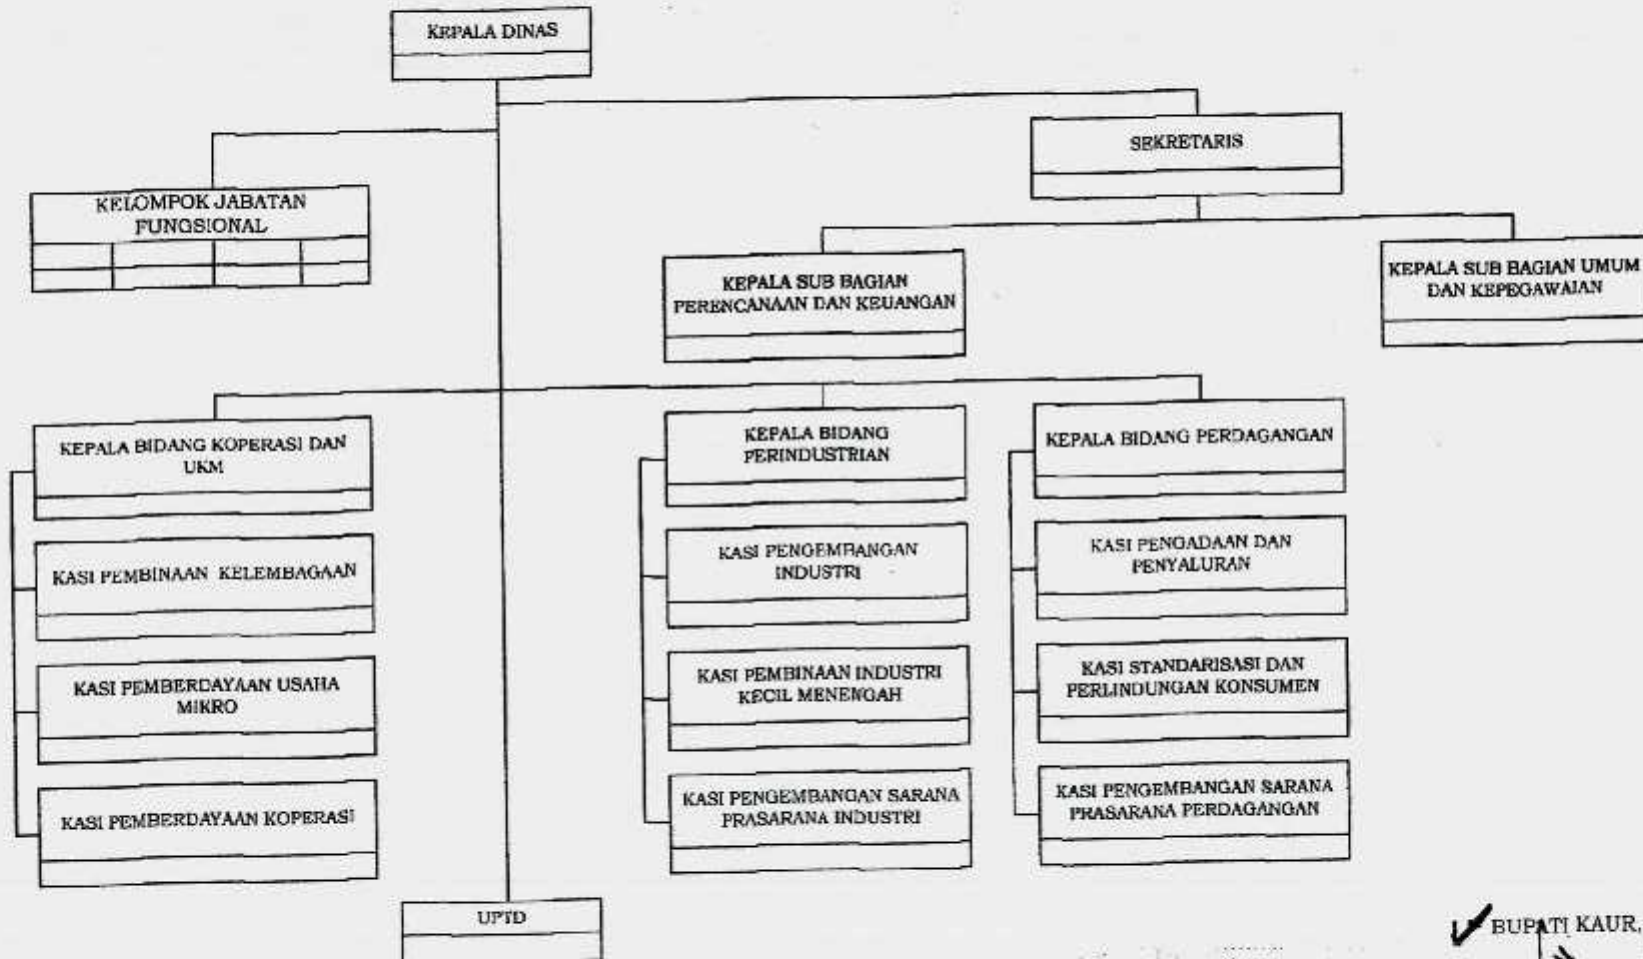 KEPALA DINAS
SEKRETARIS
KELOMPOK JABATAN
FUNGSIONAL
KEPALA SUB BAGIAN
PERENCANAAN DAN KEUANGAN
KEPALA SUB BAGIAN UMUM
DAN KEPEGAWAIAN
KEPALA BIDANG KOPERASI DAN
UKM
KASI PEMBINAAN KELEMBAGAAN
KASI PEMBERDAYAAN USAHA
MIKRO
KASI PEMBERDAYAAN KOPERASI
KEPALA BIDANG
PERINDUSTRIAN
KASI PENGEMBANGAN
INDUSTRI
KASI PEMBINAAN INDUSTRI
KECIL MENENGAH
KASI PENGEMBANGAN SARANA
PRASARANA INDUSTRI
KEPALA BIDANG PERDAGANGAN
KASI PENGADAAN DAN
PENYALURAN
KASI STANDARISASI DAN
PERLINDUNGAN KONSUMEN
KASI PENGEMBANGAN SARANA
PRASARANA PERDAGANGAN
UPTD
BUPATI KAUR,